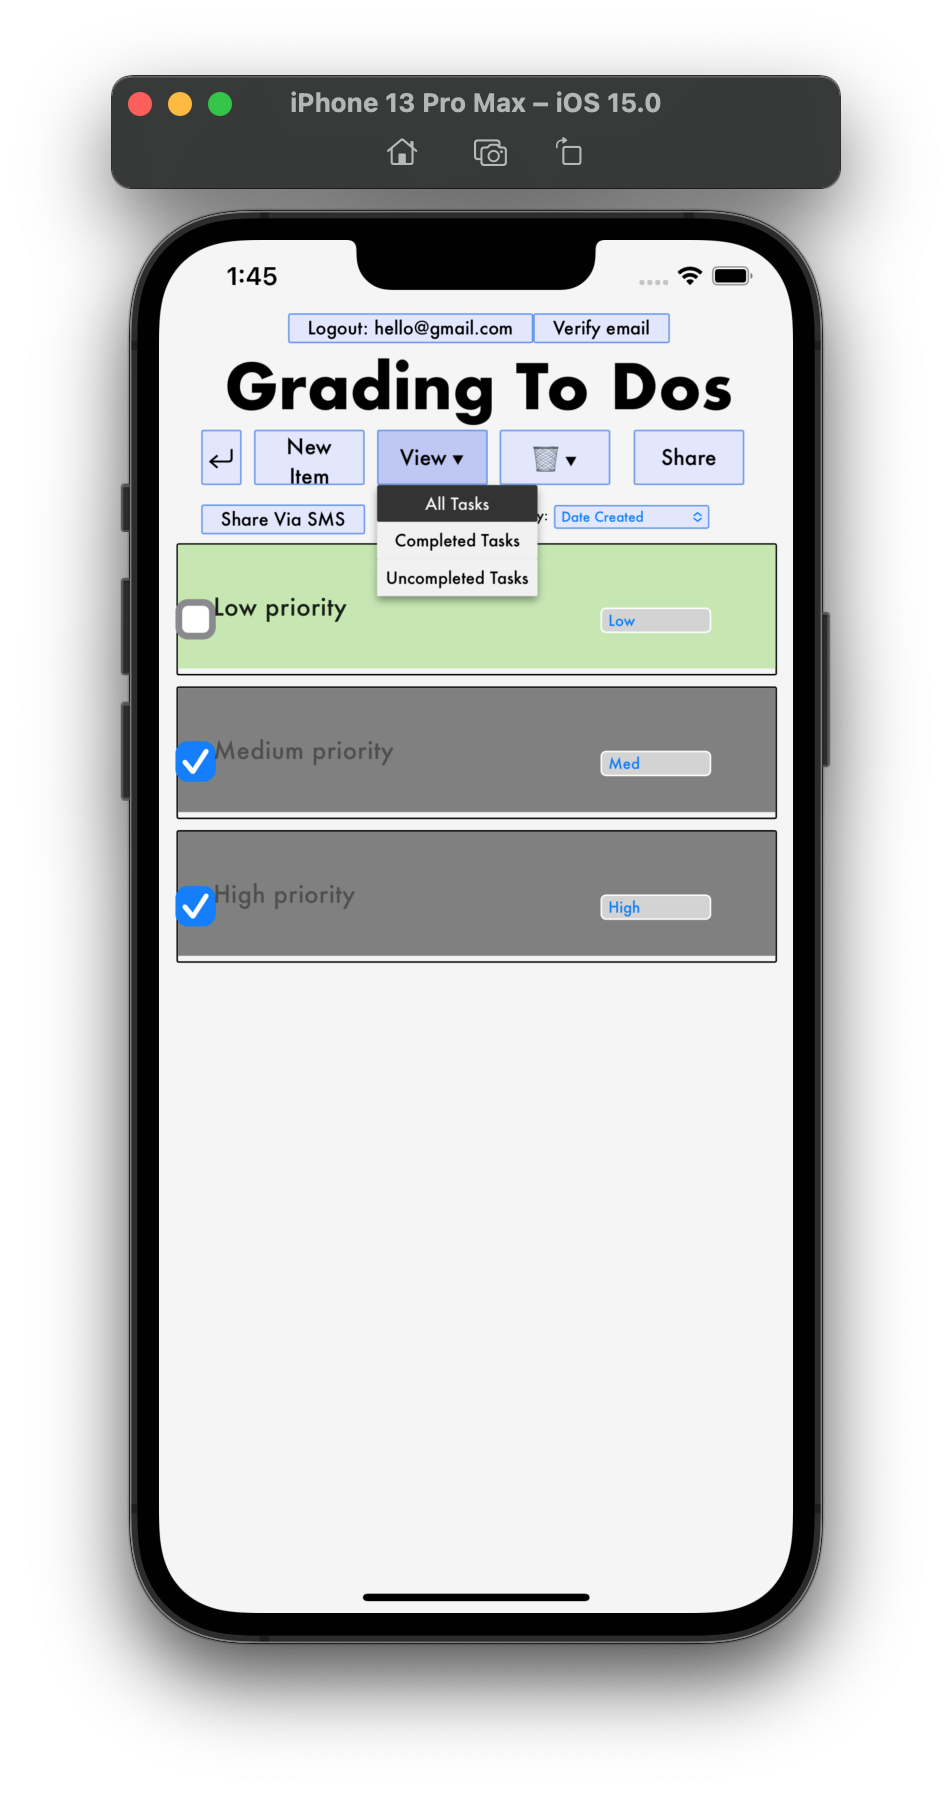 iPhone 13 Pro Max – iOS 15.0
1:45
Logout: hello@gmail.com
Verify email
Grading To Dos
New
Item
View ▾
▾
Share
Share Via SMS
All Tasks
Completed Tasks
Uncompleted Tasks
y:
Date Created
Low priority
Low
Medium priority
Med
High priority
High